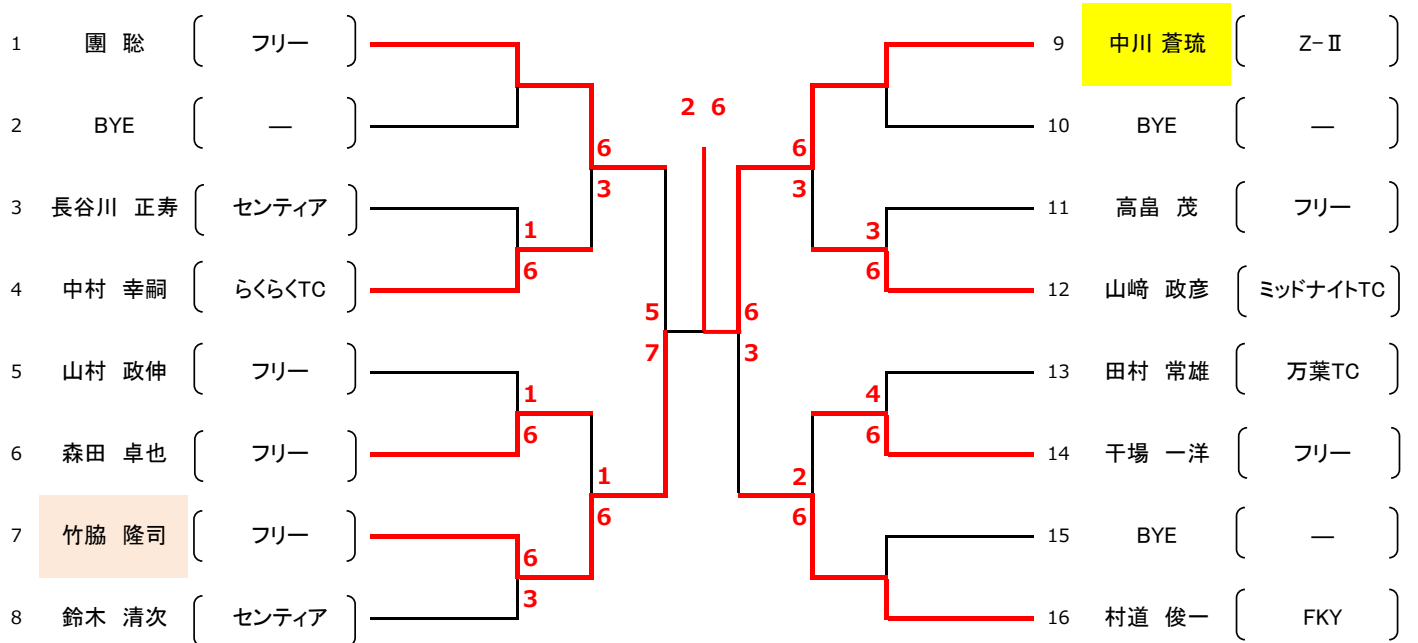 1 團 聡 フリー
2 BYE —
3 長谷川 正寿 センティア
4 中村 幸嗣 らくらくTC
5 山村 政伸 フリー
6 森田 卓也 フリー
7 竹脇 隆司 フリー
8 鈴木 清次 センティア
6
3
1
6
1
6
1
6
6
3
5
7
2 6
6
3
6
3
3
6
4
6
2
6
9 中川 蒼琉 Z-Ⅱ
10 BYE —
11 高畠 茂 フリー
12 山﨑 政彦 ミッドナイトTC
13 田村 常雄 万葉TC
14 干場 一洋 フリー
15 BYE —
16 村道 俊一 FKY